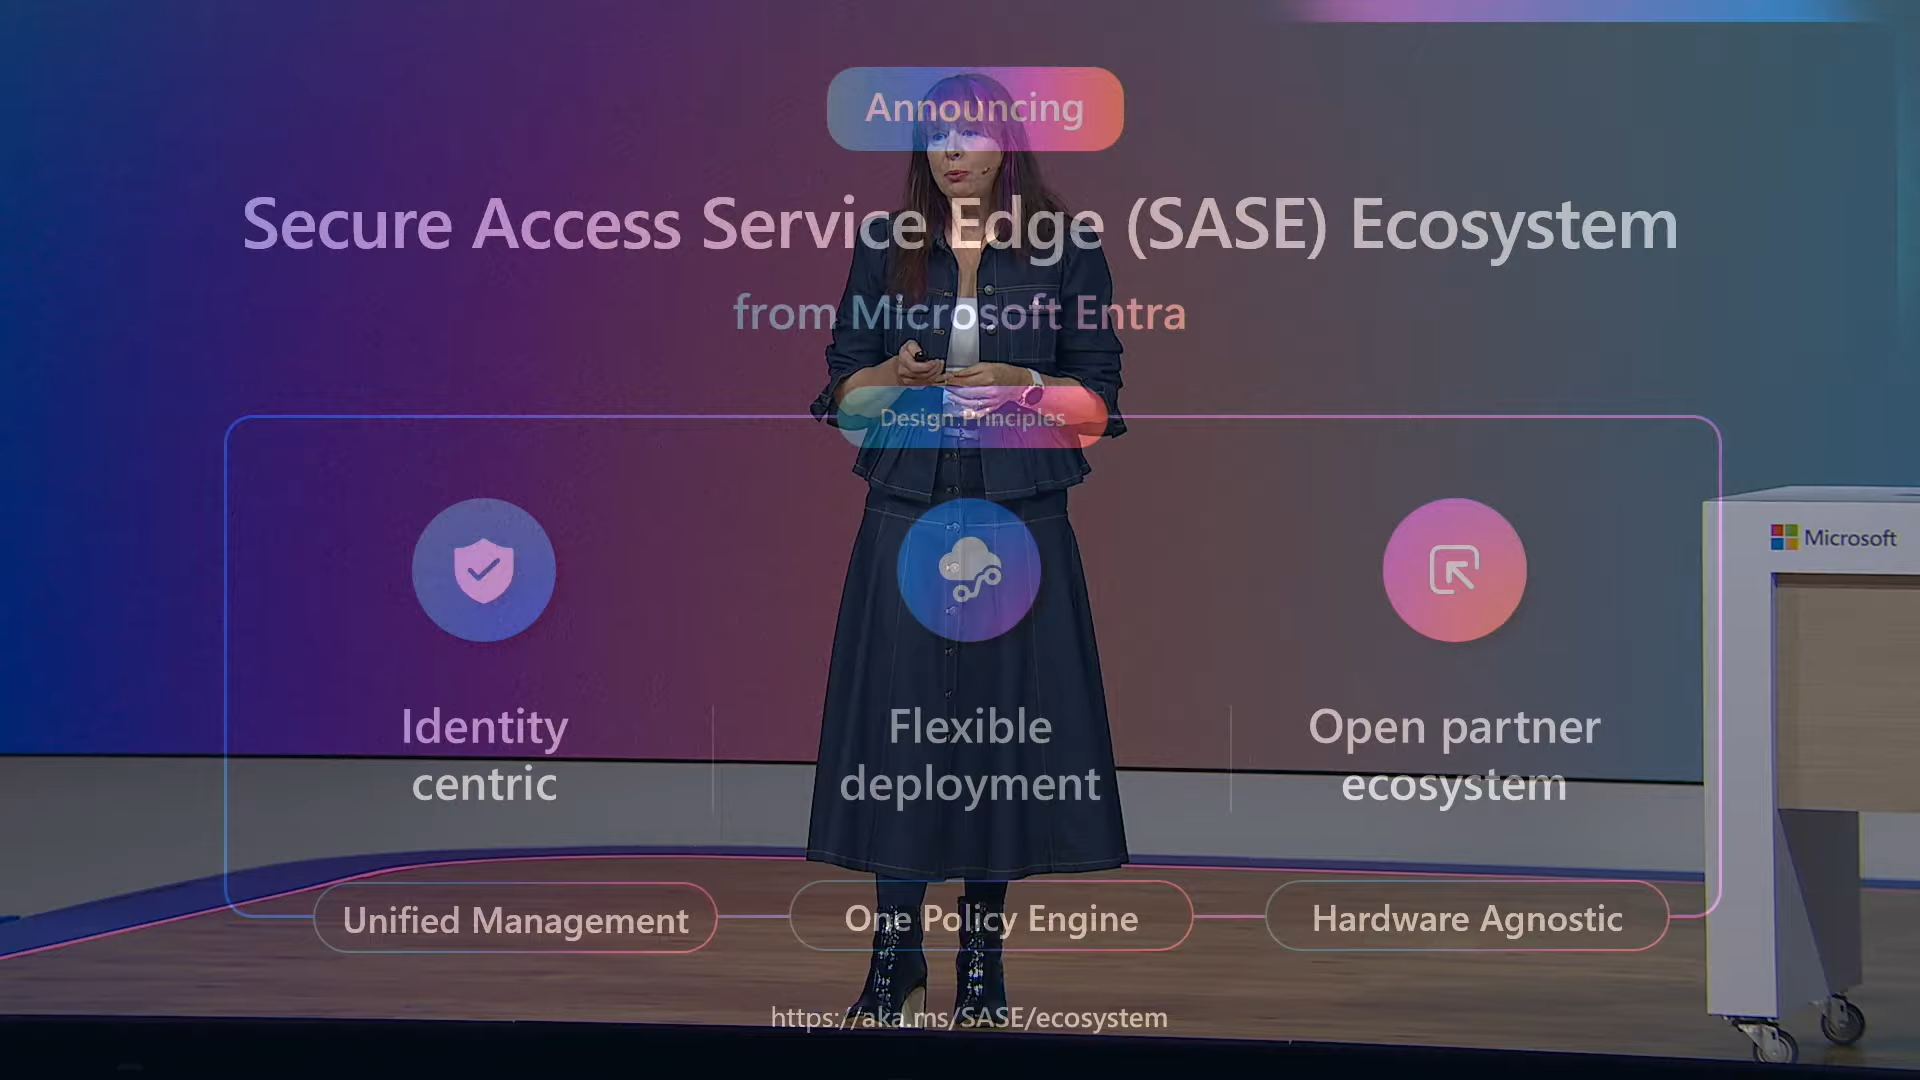 Announcing
Secure Access Service Edge (SASE) Ecosystem
from Microsoft Entra
Design Principles
Microsoft
Identity
centric
Flexible
deployment
Open partner
ecosystem
Unified Management
One Policy Engine
Hardware Agnostic
https://aka.ms/SASE/ecosystem